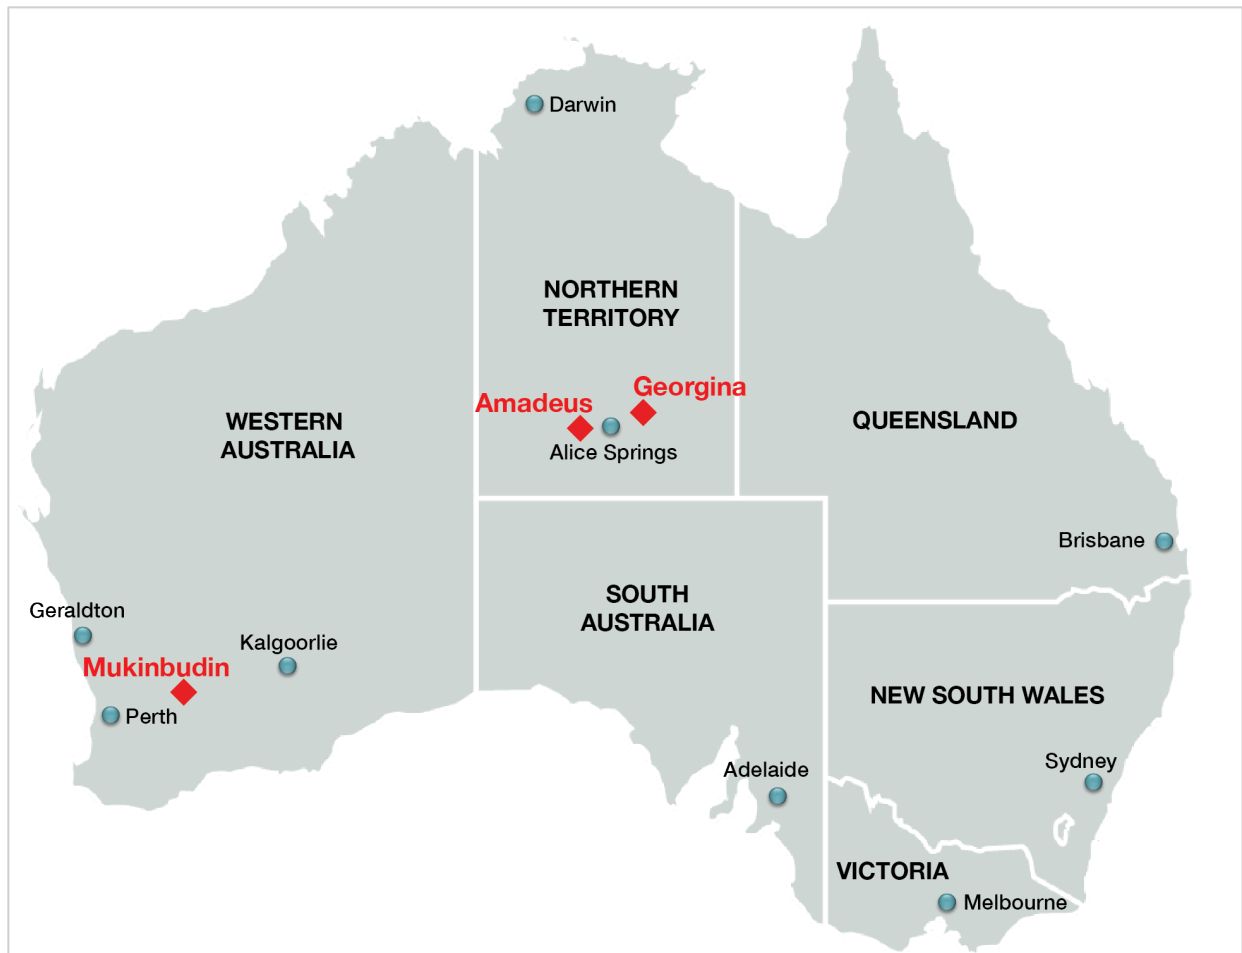 Darwin
NORTHERN
TERRITORY
Georgina
Amadeus
WESTERN
AUSTRALIA
QUEENSLAND
Alice Springs
Brisbane
SOUTH
AUSTRALIA
Geraldton
Kalgoorlie
Mukinbudin
NEW SOUTH WALES
Perth
Sydney
Adelaide
VICTORIA
Melbourne